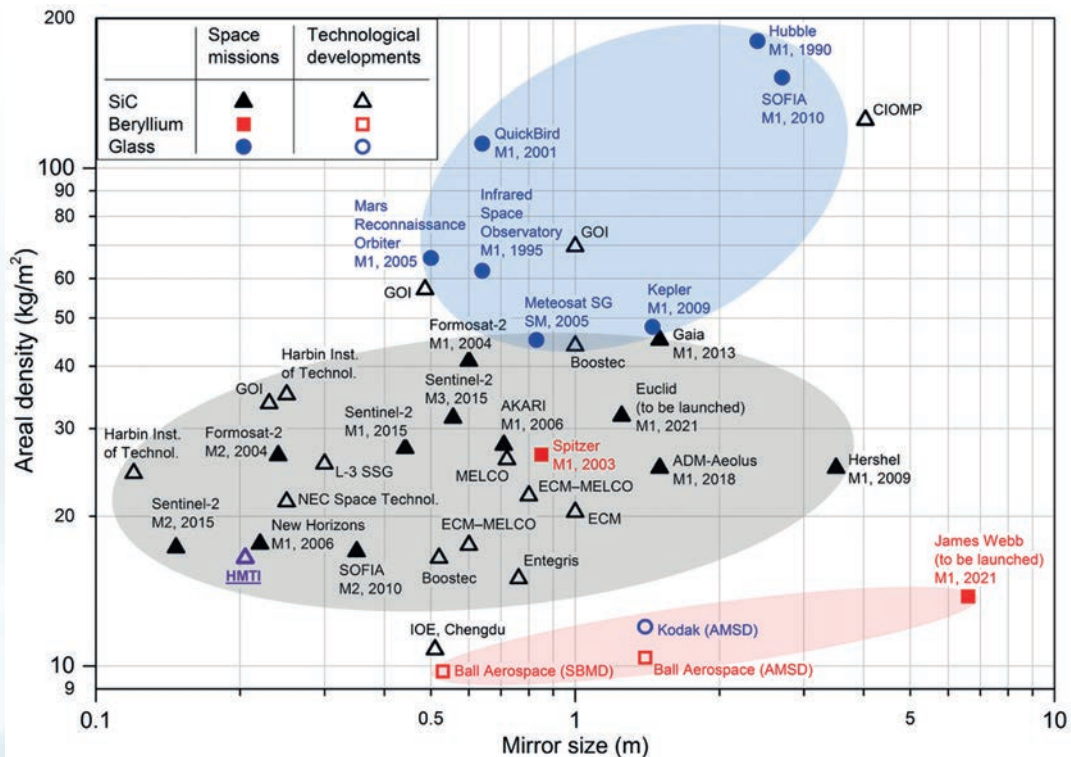 200
100
90
80
70
60
50
40
30
20
10
9
Areal density (kg/m²)
Space missions
Technological developments
SiC
Beryllium
Glass
Hubble
M1, 1990
SOFIA
M1, 2010
CIOMP
QuickBird
M1, 2001
Mars
Reconnaissance
Orbiter
M1, 2005
Infrared
Space
Observatory
M1, 1995
GOI
GOI
Meteosat SG
SM, 2005
Kepler
M1, 2009
Formosat-2
M1, 2004
Gaia
M1, 2013
Boostec
Harbin Inst.
of Technol.
GOI
Sentinel-2
M3, 2015
Sentinel-2
M1, 2015
AKARI
M1, 2006
Euclid
(to be launched)
M1, 2021
Harbin Inst.
of Technol.
Formosat-2
M2, 2004
L-3 SSG
MELCO
Spitzer
M1, 2003
ADM-Aeolus
M1, 2018
Hershel
M1, 2009
NEC Space Technol.
ECM–MELCO
ECM
Sentinel-2
M2, 2015
New Horizons
M1, 2006
ECM–MELCO
HMTI
SOFIA
M2, 2010
Boostec
Entegris
James Webb
(to be launched)
M1, 2021
IOE, Chengdu
Kodak (AMSD)
Ball Aerospace (SBMD)
Ball Aerospace (AMSD)
0.1
0.2
0.5
1
2
5
10
Mirror size (m)